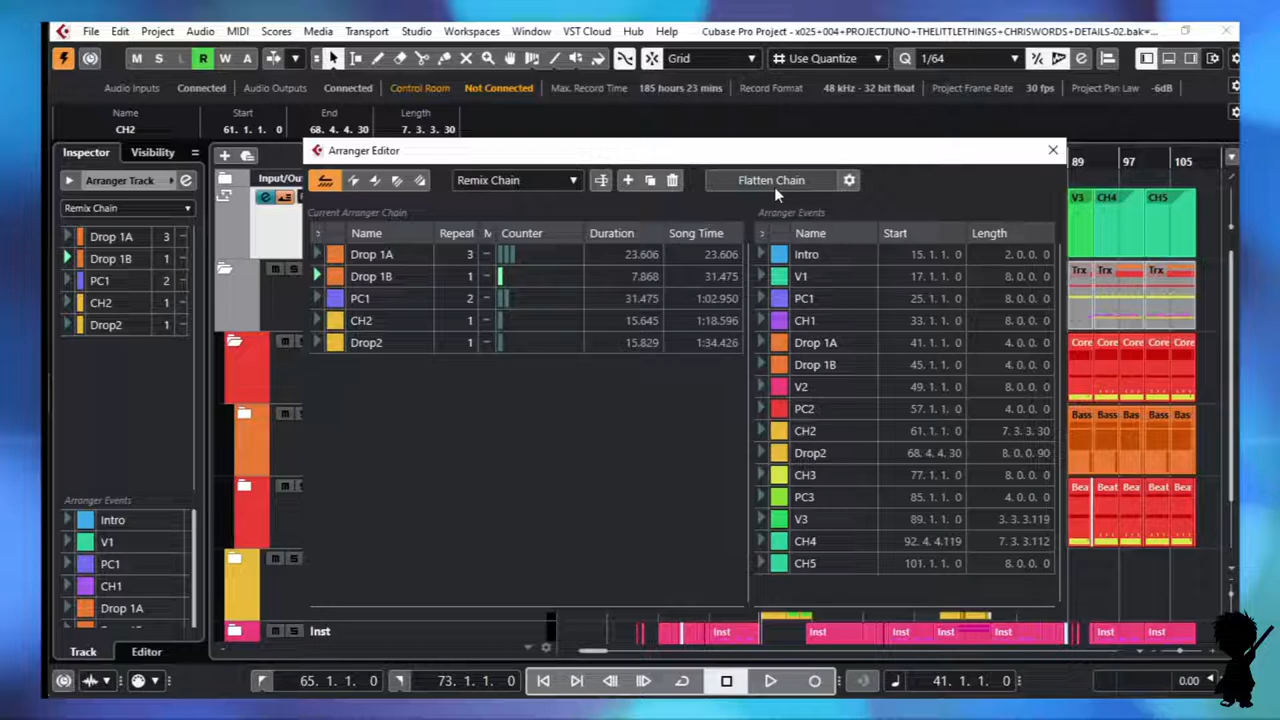 File Edit Project Audio MIDI Scores Media Transport Studio Workspaces Window VST Cloud Hub Help Cubase Pro Project - x025 + 004 + PROJECTJUNO + THELITTLETHINGS + CHRISWORDS + DETAILS-02.bak=...
M S L R W A Grid Use Quantize Q 1/64
Audio Inputs Connected Audio Outputs Connected Control Room Not Connected Max. Record Time 185 hours 23 mins Record Format 48 kHz - 32 bit float Project Frame Rate 30 fps Project Pan Law -6dB
Name Start End Length
CH2 61. 1. 1. 0 68. 4. 4. 30 7. 3. 3. 30
Inspector Visibility Arranger Editor 89 97 105
Arranger Track Input/Ou Remix Chain Flatten Chain
Remix Chain V3 CH4 CH5
Current Arranger Chain Arranger Events
Name Repeat M Counter Duration Song Time Name Start Length
Drop 1A 3
Drop 1B 1
PC1 2
CH2 1
Drop2 1
Drop 1A 3 23.606 23.606 Intro 15. 1. 1. 0 2. 0. 0. 0
Drop 1B 1 7.868 31.475 V1 17. 1. 1. 0 8. 0. 0. 0
PC1 2 31.475 1:02.950 PC1 25. 1. 1. 0 8. 0. 0. 0
CH2 1 15.645 1:18.596 CH1 33. 1. 1. 0 8. 0. 0. 0
Drop2 1 15.829 1:34.426 Drop 1A 41. 1. 1. 0 4. 0. 0. 0
Drop 1B 45. 1. 1. 0 4. 0. 0. 0
V2 49. 1. 1. 0 8. 0. 0. 0
PC2 57. 1. 1. 0 4. 0. 0. 0
CH2 61. 1. 1. 0 7. 3. 3. 30
Drop2 68. 4. 4. 30 8. 0. 0. 90
CH3 77. 1. 1. 0 8. 0. 0. 0
PC3 85. 1. 1. 0 4. 0. 0. 0
V3 89. 1. 1. 0 3. 3. 3.119
CH4 92. 4. 4.119 7. 3. 3.112
CH5 101. 1. 1. 0 8. 0. 0. 0
Trx Trx Trx
Core Core Core Core Core
Bass Bass Bas Bass Bass
Bea Beat Bea Beat Beat
m S
m S
m S
m S
Arranger Events
Intro
V1
PC1
CH1
Drop 1A
m S Inst Inst Inst Inst Inst Inst Inst Inst
Track Editor
65. 1. 1. 0 73. 1. 1. 0 41. 1. 1. 0 0.00